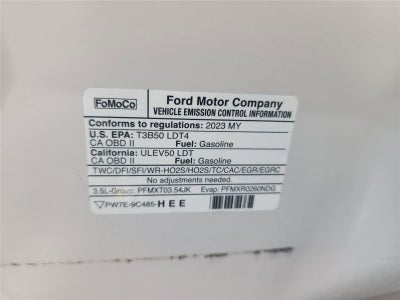 FoMoCo
Ford Motor Company
VEHICLE EMISSION CONTROL INFORMATION
Conforms to regulations: 2023 MY
U.S. EPA: T3B50 LDT4
CA OBD II Fuel: Gasoline
California: ULEV50 LDT
CA OBD II Fuel: Gasoline
TWC/DFI/SFI/WR-HO2S/HO2S/TC/CAC/EGR/EGRC
No adjustments needed.
3.5L-Group: PFMXT03.54JK Evap: PFMXR0260NDG
PW7E-9C485-HEE